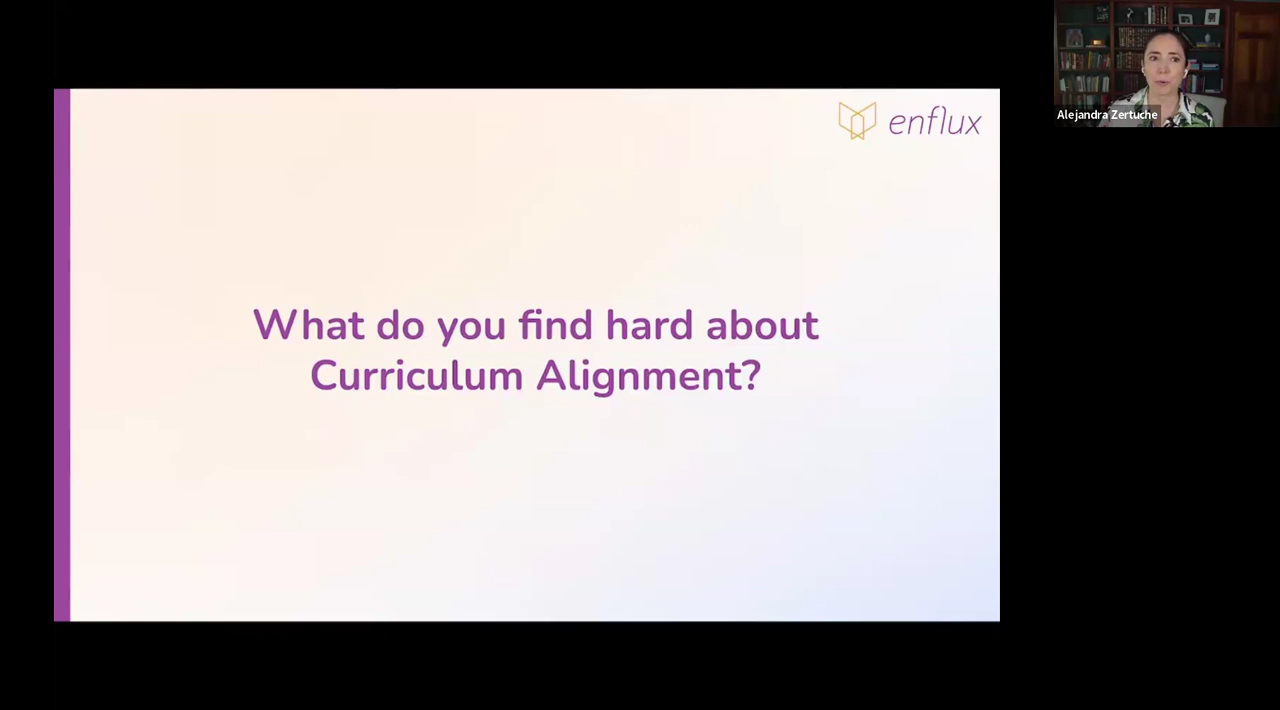 enflux
What do you find hard about
Curriculum Alignment?
Alejandra Zertuche